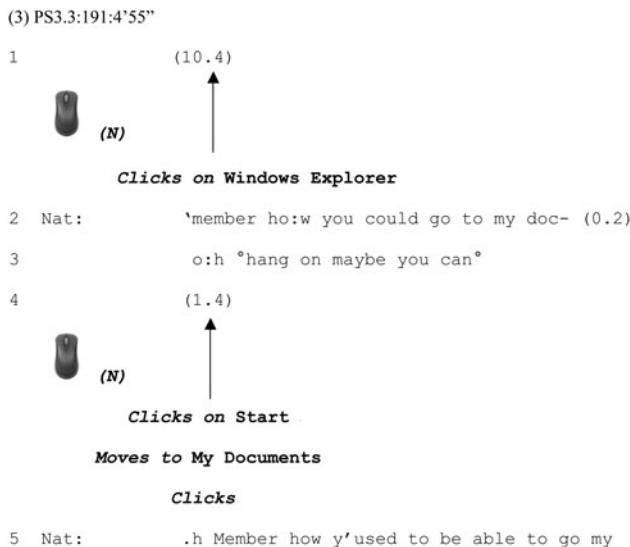 (3) PS3.3:191:4’55”
1 (10.4)
(N)
Clicks on Windows Explorer
2 Nat: ‛member ho:w you could go to my doc- (0.2)
3 o:h °hang on maybe you can°
4 (1.4)
(N)
Clicks on Start
Moves to My Documents
Clicks
5 Nat: .h Member how y’used to be able to go my